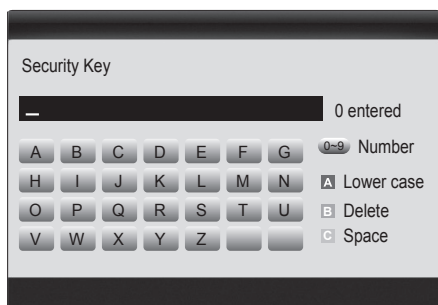 Security Key
_
0 entered
A B C D E F G
0~9 Number
H I J K L M N
A Lower case
O P Q R S T U
B Delete
V W X Y Z
C Space